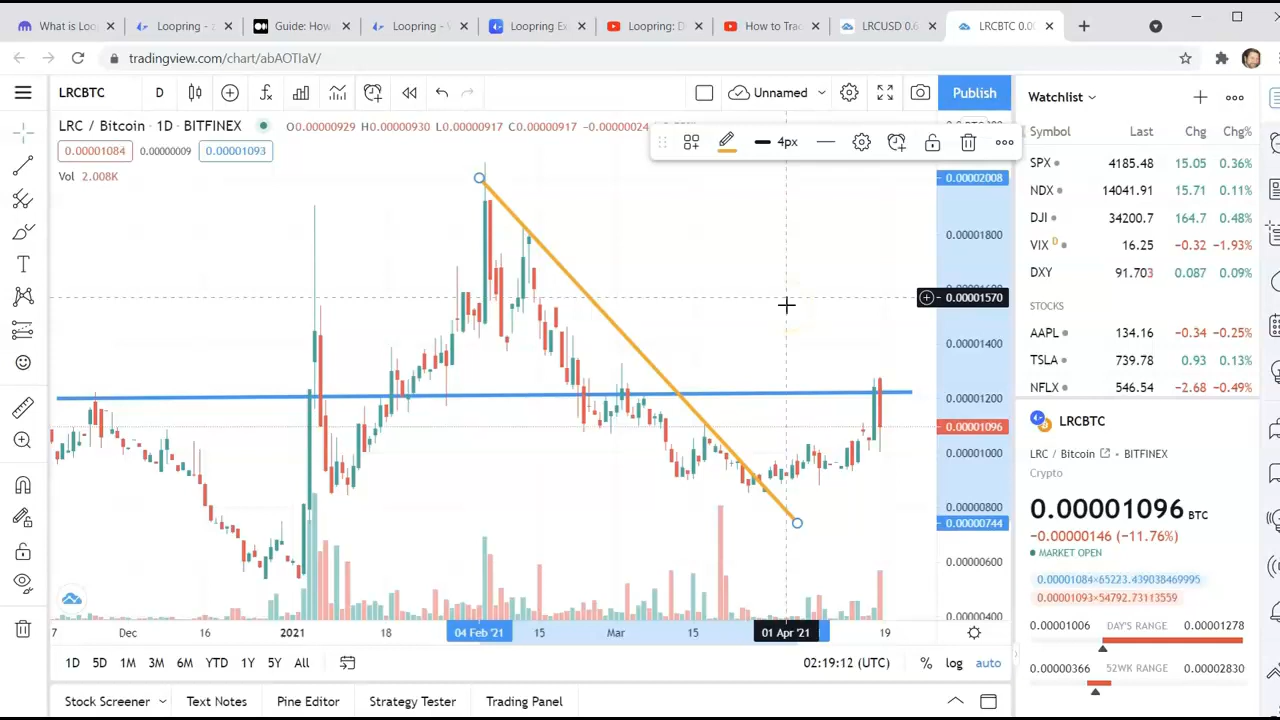 What is Loop
Loopring - z
Guide: How
Loopring - V
Loopring Ex
Loopring: D
How to Tra
LRCUSD 0.6
LRCBTC 0.00
tradingview.com/chart/abAOTlaV/
LRCBTC D Unnamed Publish Watchlist
LRC / Bitcoin · 1D · BITFINEX O0.00000929 H0.00000930 L0.00000917 C0.00000917
0.00001084 0.00000009 0.00001093
Vol 2.008K
4px
Symbol Last Chg Chg%
SPX 4185.48 15.05 0.36%
NDX 14041.91 15.71 0.11%
DJI 34200.7 164.7 0.48%
VIX D 16.25 −0.32 −1.93%
DXY 91.703 0.087 0.09%
STOCKS
AAPL 134.16 −0.34 −0.25%
TSLA 739.78 0.93 0.13%
NFLX 546.54 −2.68 −0.49%
0.00002008
0.00001800
0.00001570
0.00001400
0.00001200
0.00001096
0.00001000
0.00000800
0.00000744
0.00000600
0.00000400
LRCBTC
LRC / Bitcoin · BITFINEX
Crypto
0.00001096 BTC
−0.00000146 (−11.76%)
MARKET OPEN
0.00001084×65223.439038469995
0.00001093×54792.73113559
0.00001006 DAY'S RANGE 0.00001278
0.00000366 52WK RANGE 0.00002830
7 Dec 16 2021 18 04 Feb '21 15 Mar 15 01 Apr '21 19
1D 5D 1M 3M 6M YTD 1Y 5Y All 02:19:12 (UTC) % log auto
Stock Screener Text Notes Pine Editor Strategy Tester Trading Panel